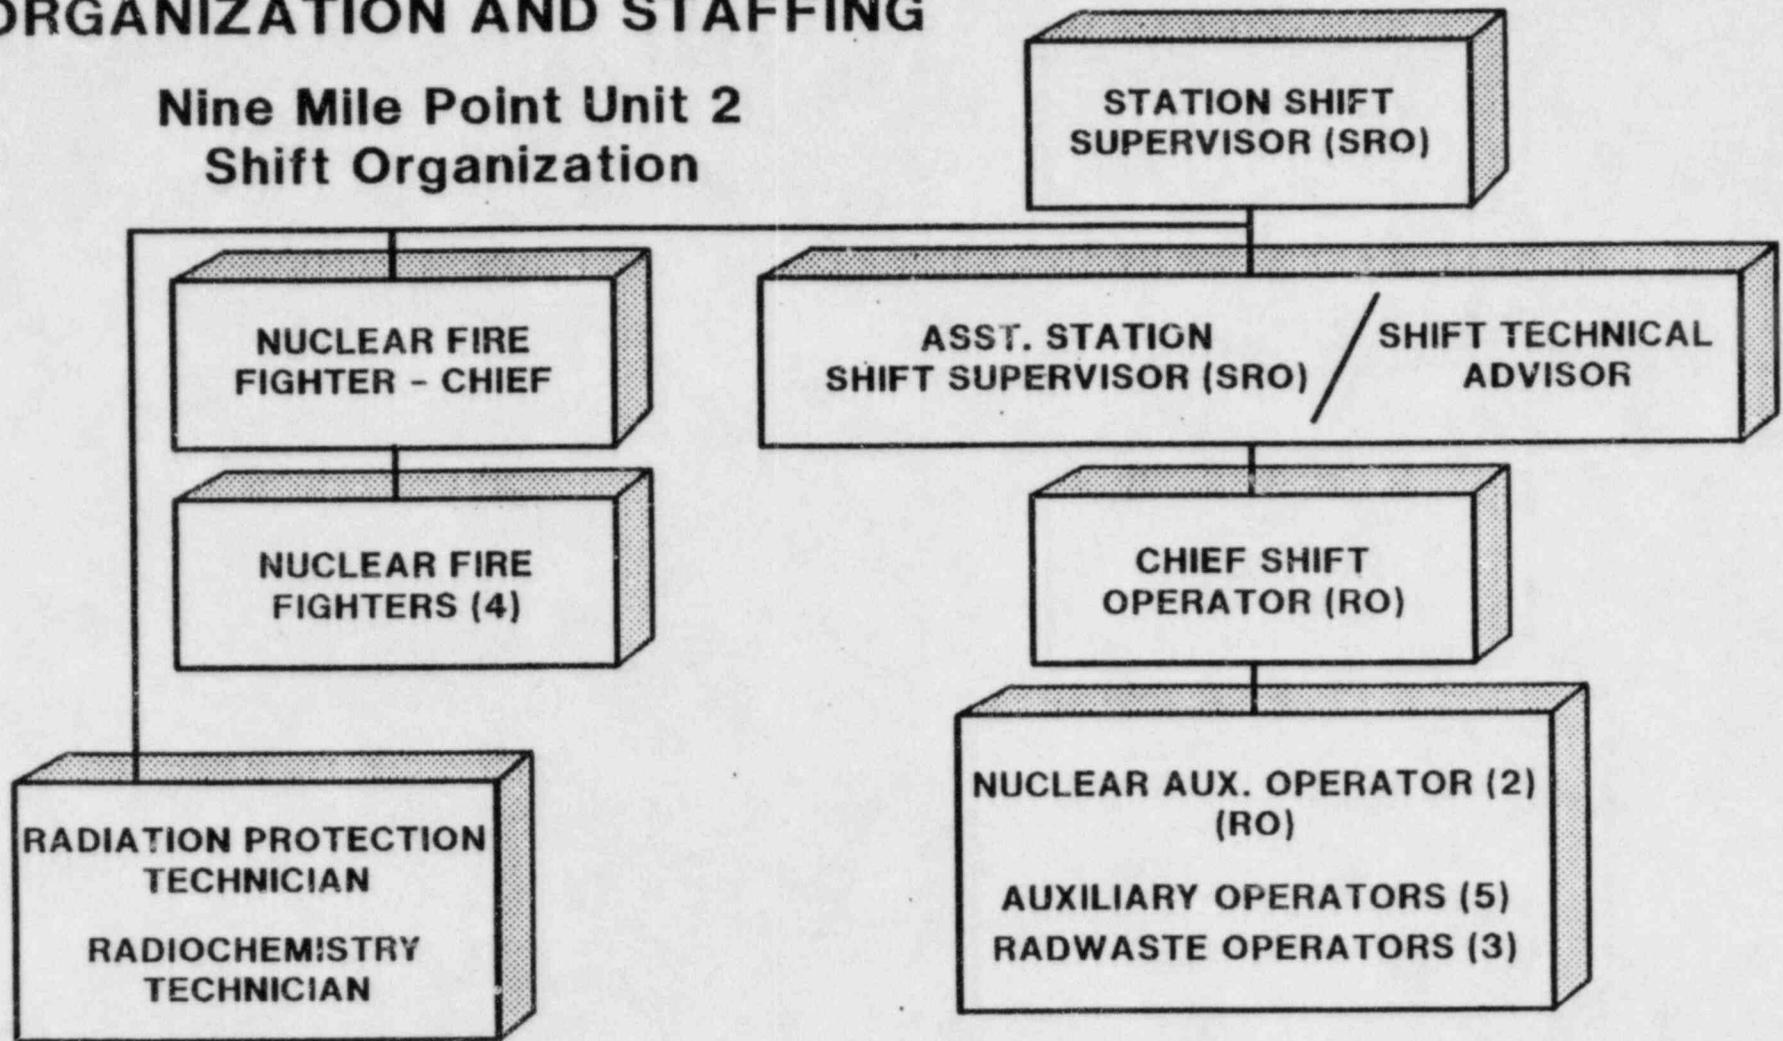 ORGANIZATION AND STAFFING
Nine Mile Point Unit 2
Shift Organization
STATION SHIFT
SUPERVISOR (SRO)
NUCLEAR FIRE
FIGHTER - CHIEF
ASST. STATION
SHIFT SUPERVISOR (SRO)
/
SHIFT TECHNICAL
ADVISOR
NUCLEAR FIRE
FIGHTERS (4)
CHIEF SHIFT
OPERATOR (RO)
RADIATION PROTECTION
TECHNICIAN
RADIOCHEMISTRY
TECHNICIAN
NUCLEAR AUX. OPERATOR (2)
(RO)
AUXILIARY OPERATORS (5)
RADWASTE OPERATORS (3)